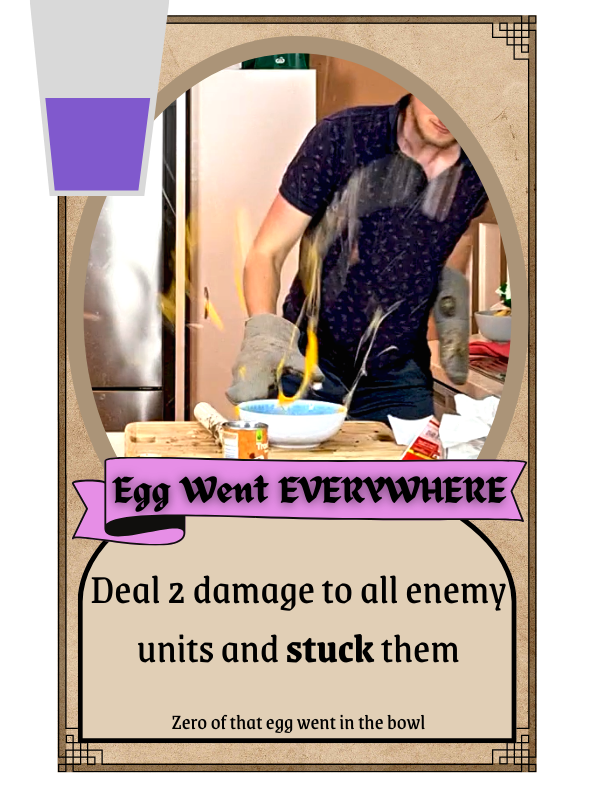 Egg Went EVERYWHERE
Deal 2 damage to all enemy
units and stuck them
Zero of that egg went in the bowl